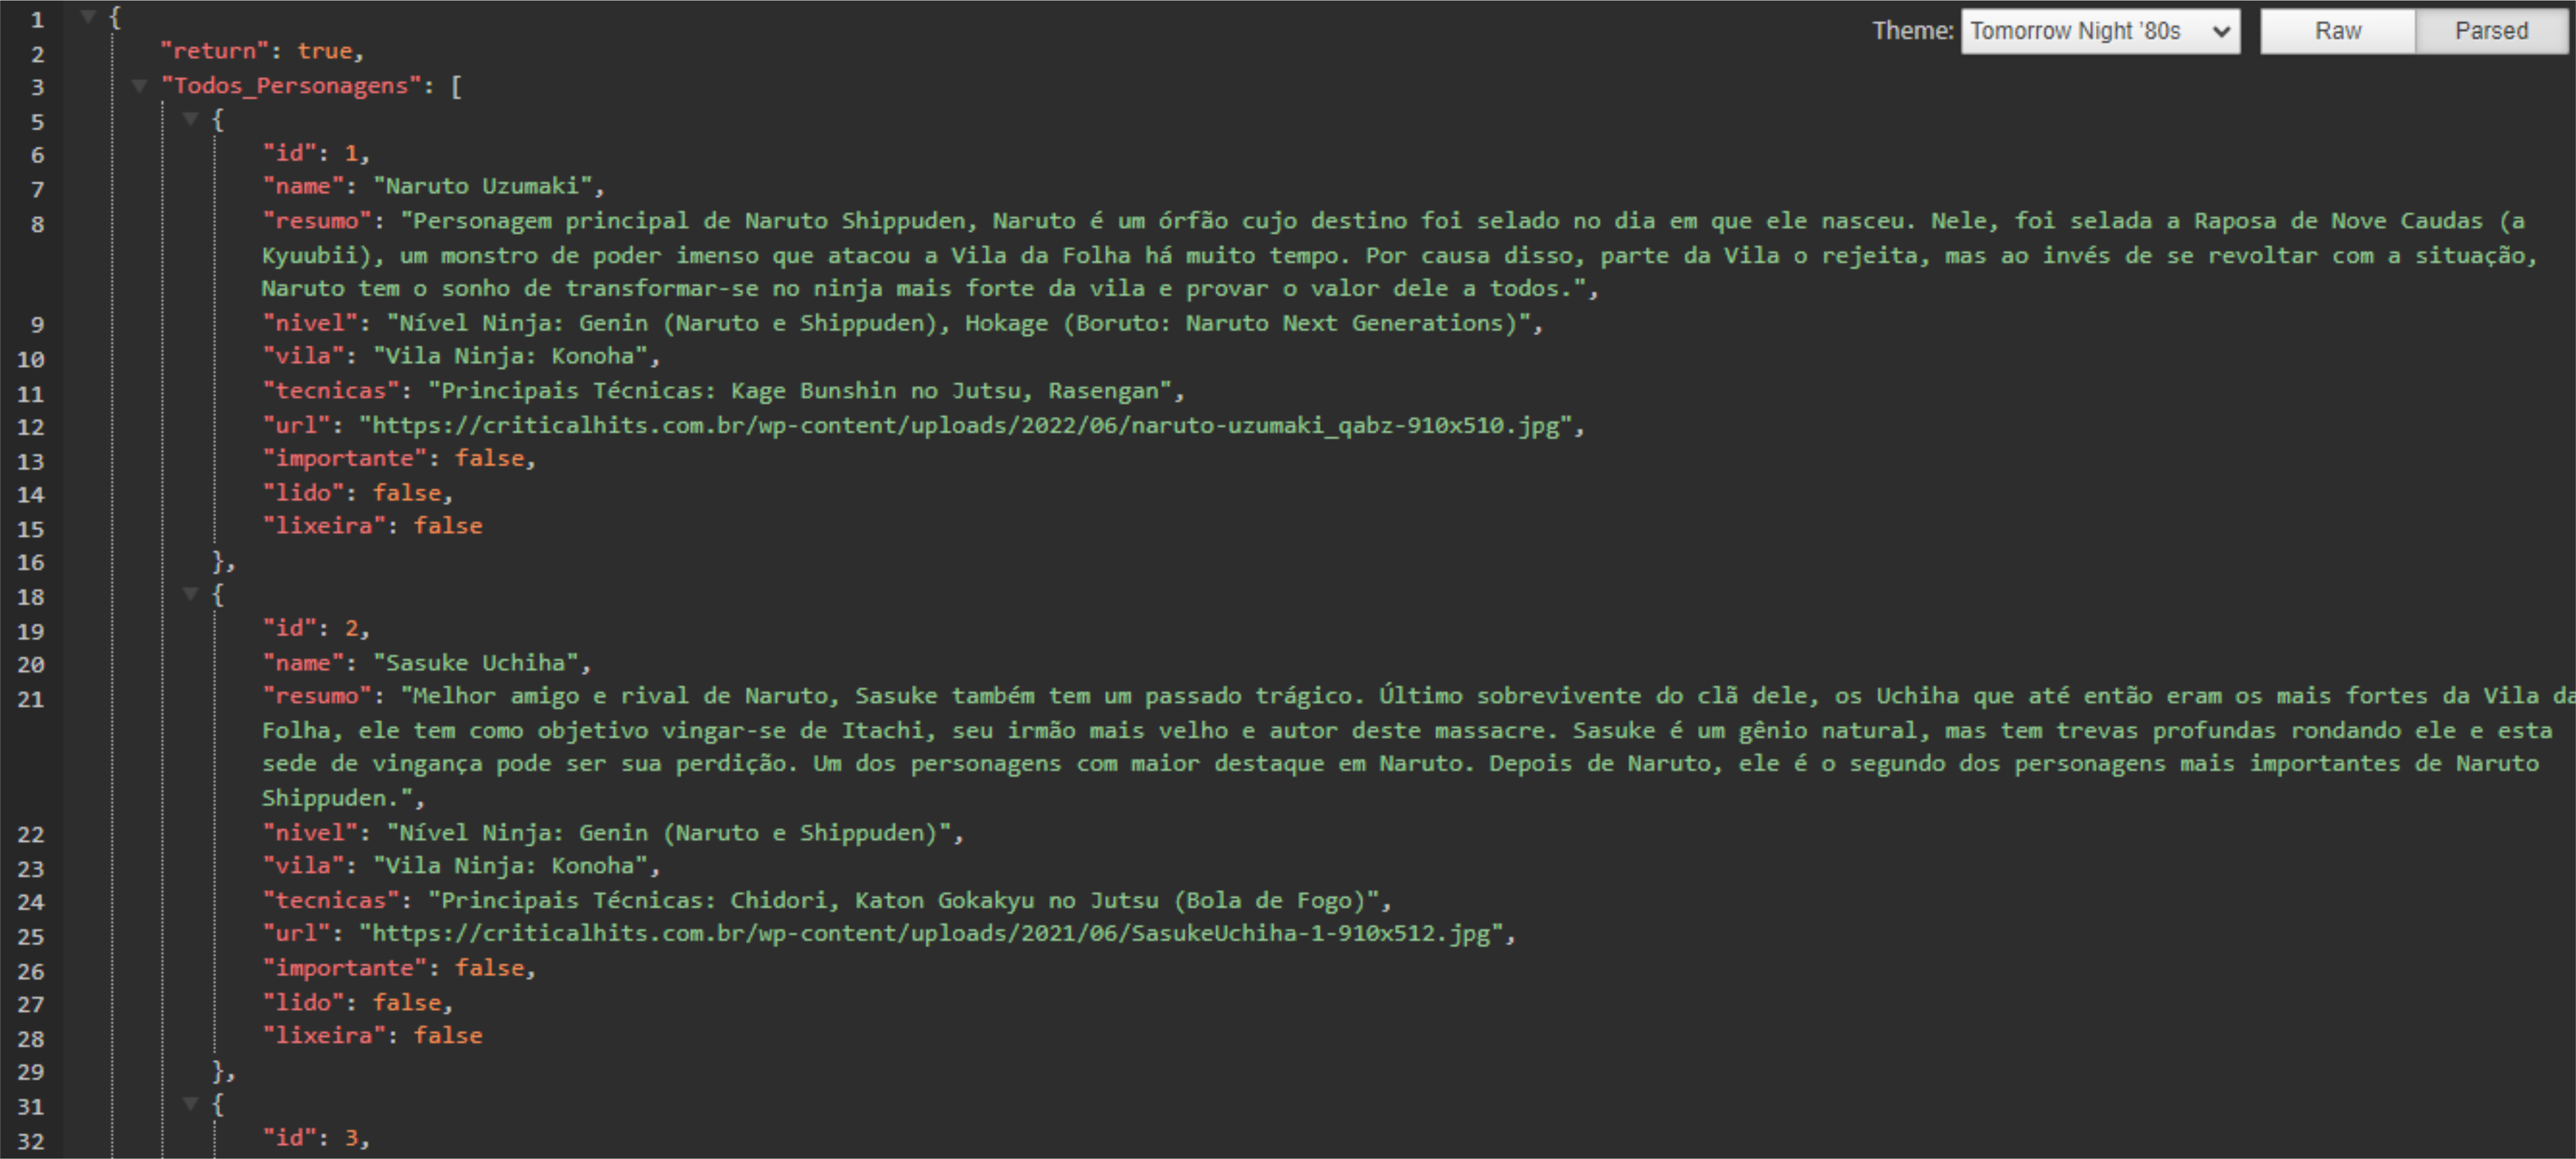 Theme: Tomorrow Night '80s Raw Parsed
1 {
2 "return": true,
3 "Todos_Personagens": [
5 {
6 "id": 1,
7 "name": "Naruto Uzumaki",
8 "resumo": "Personagem principal de Naruto Shippuden, Naruto é um órfão cujo destino foi selado no dia em que ele nasceu. Nele, foi selada a Raposa de Nove Caudas (a
Kyuubii), um monstro de poder imenso que atacou a Vila da Folha há muito tempo. Por causa disso, parte da Vila o rejeita, mas ao invés de se revoltar com a situação,
Naruto tem o sonho de transformar-se no ninja mais forte da vila e provar o valor dele a todos.",
9 "nivel": "Nível Ninja: Genin (Naruto e Shippuden), Hokage (Boruto: Naruto Next Generations)",
10 "vila": "Vila Ninja: Konoha",
11 "tecnicas": "Principais Técnicas: Kage Bunshin no Jutsu, Rasengan",
12 "url": "https://criticalhits.com.br/wp-content/uploads/2022/06/naruto-uzumaki_qabz-910x510.jpg",
13 "importante": false,
14 "lido": false,
15 "lixeira": false
16 },
18 {
19 "id": 2,
20 "name": "Sasuke Uchiha",
21 "resumo": "Melhor amigo e rival de Naruto, Sasuke também tem um passado trágico. Último sobrevivente do clã dele, os Uchiha que até então eram os mais fortes da Vila da
Folha, ele tem como objetivo vingar-se de Itachi, seu irmão mais velho e autor deste massacre. Sasuke é um gênio natural, mas tem trevas profundas rondando ele e esta
sede de vingança pode ser sua perdição. Um dos personagens com maior destaque em Naruto. Depois de Naruto, ele é o segundo dos personagens mais importantes de Naruto
Shippuden.",
22 "nivel": "Nível Ninja: Genin (Naruto e Shippuden)",
23 "vila": "Vila Ninja: Konoha",
24 "tecnicas": "Principais Técnicas: Chidori, Katon Gokakyu no Jutsu (Bola de Fogo)",
25 "url": "https://criticalhits.com.br/wp-content/uploads/2021/06/SasukeUchiha-1-910x512.jpg",
26 "importante": false,
27 "lido": false,
28 "lixeira": false
29 },
31 {
32 "id": 3,